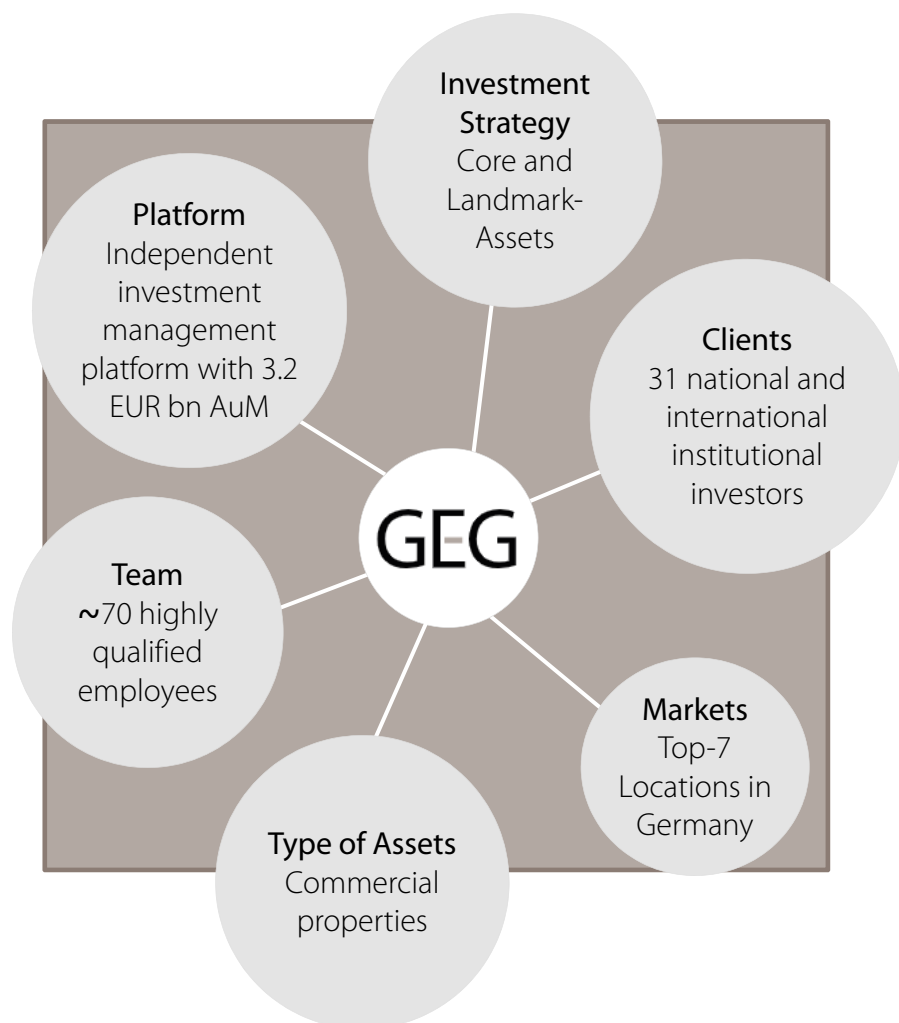 Investment
Strategy
Core and
Landmark-
Assets
Platform
Independent
investment
management
platform with 3.2
EUR bn AuM
Clients
31 national and
international
institutional
investors
GEG
Team
~70 highly
qualified
employees
Markets
Top-7
Locations in
Germany
Type of Assets
Commercial
properties